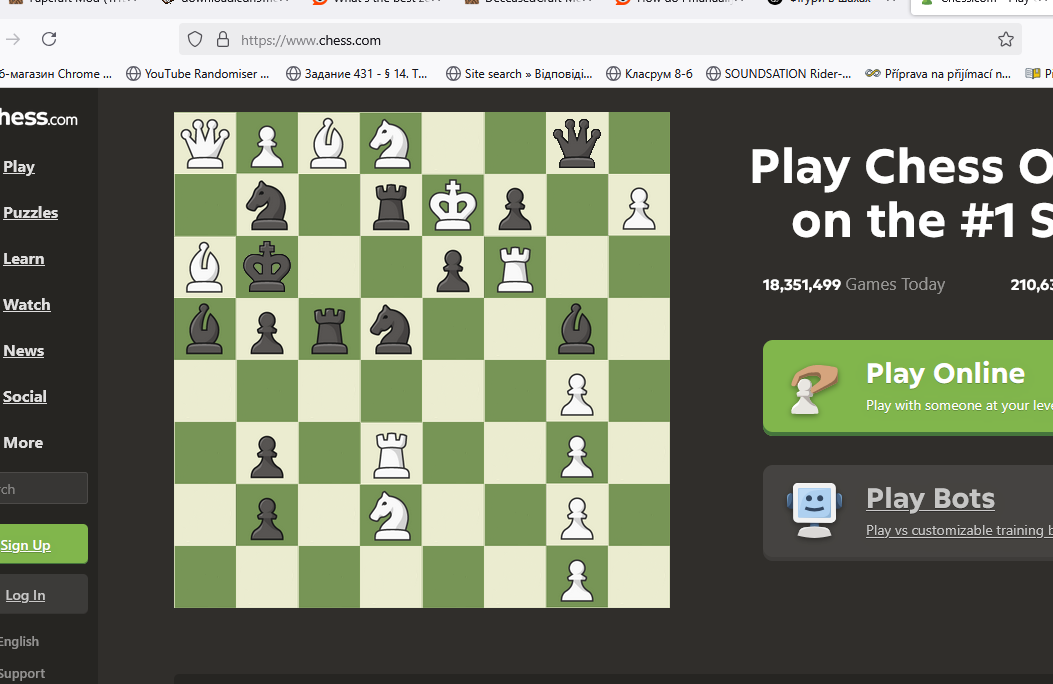 https://www.chess.com
б-магазин Chrome ... YouTube Randomiser ... Задание 431 - § 14. Т... Site search » Відповіді... Класрум 8-б SOUNDSATION Rider-... Příprava na přijímací n...
hess.com
Play
Puzzles
Learn
Watch
News
Social
More
rch
Sign Up
Log In
English
Support
Play Chess O
on the #1 S
18,351,499 Games Today 210,63
Play Online
Play with someone at your leve
Play Bots
Play vs customizable training b